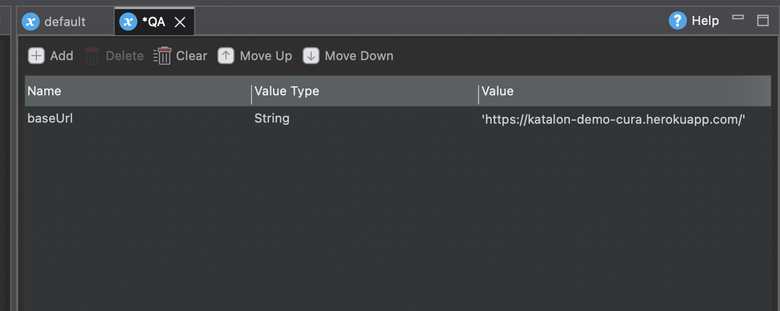 default *QA Help
Add Delete Clear Move Up Move Down
Name Value Type Value
baseUrl String 'https://katalon-demo-cura.herokuapp.com/'